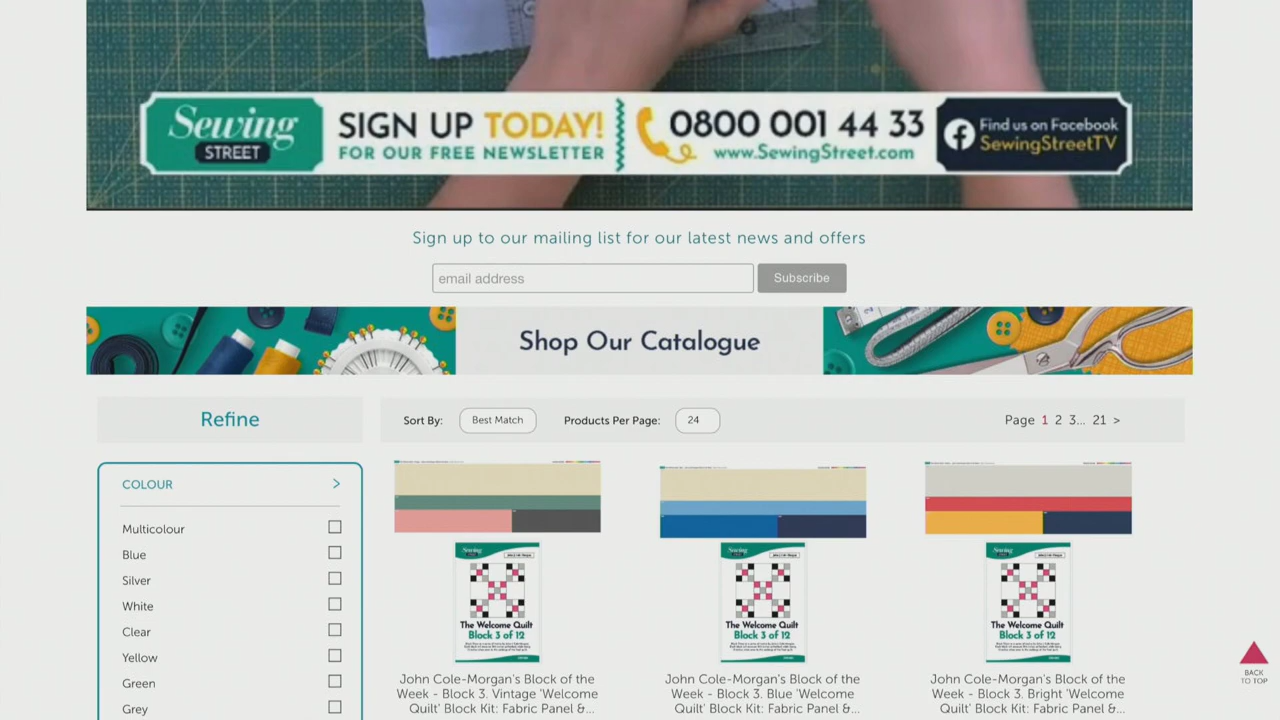 Sewing
STREET
SIGN UP TODAY!
FOR OUR FREE NEWSLETTER
0800 001 44 33
www.SewingStreet.com
Find us on Facebook
SewingStreetTV
Sign up to our mailing list for our latest news and offers
email address
Subscribe
Shop Our Catalogue
Refine
Sort By:
Best Match
Products Per Page:
24
Page 1 2 3... 21 >
COLOUR >
Multicolour
Blue
Silver
White
Clear
Yellow
Green
Grey
Sewing
The Welcome Quilt
Block 3 of 12
John Cole-Morgan's Block of the
Week - Block 3. Vintage 'Welcome
Quilt' Block Kit: Fabric Panel &...
Sewing
The Welcome Quilt
Block 3 of 12
John Cole-Morgan's Block of the
Week - Block 3. Blue 'Welcome
Quilt' Block Kit: Fabric Panel &...
Sewing
The Welcome Quilt
Block 3 of 12
John Cole-Morgan's Block of the
Week - Block 3. Bright 'Welcome
Quilt' Block Kit: Fabric Panel &...
BACK
TO TOP